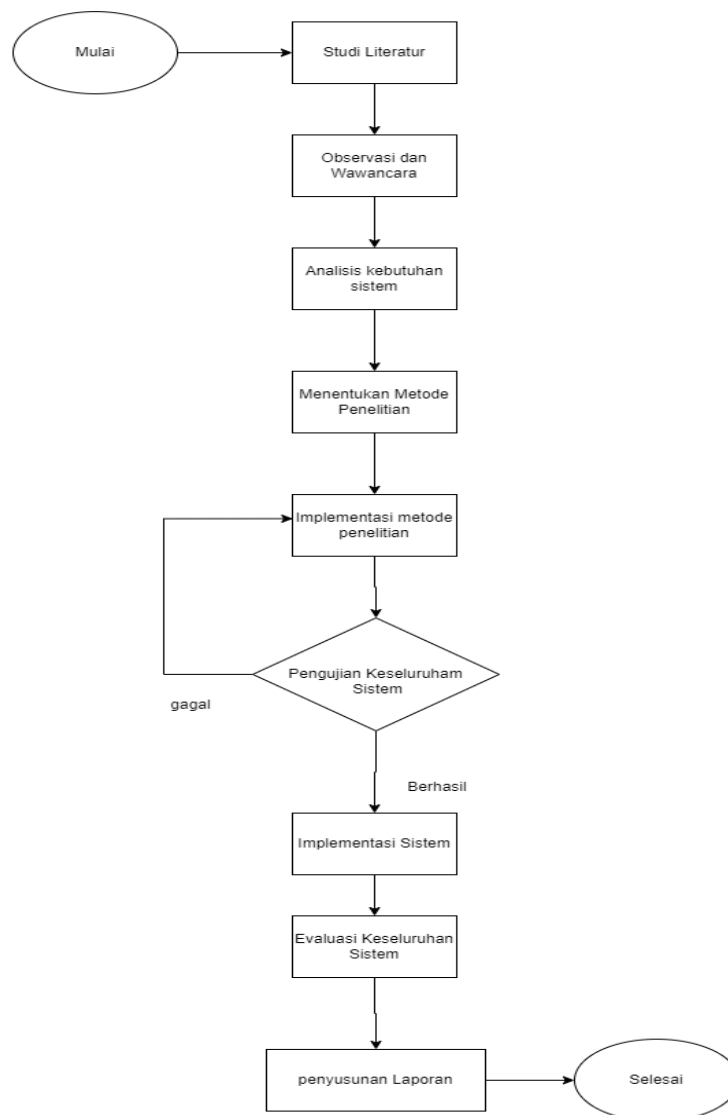 Mulai
Studi Literatur
Observasi dan
Wawancara
Analisis kebutuhan
sistem
Menentukan Metode
Penelitian
Implementasi metode
penelitian
Pengujian Keseluruham
Sistem
gagal
Berhasil
Implementasi Sistem
Evaluasi Keseluruhan
Sistem
penyusunan Laporan
Selesai